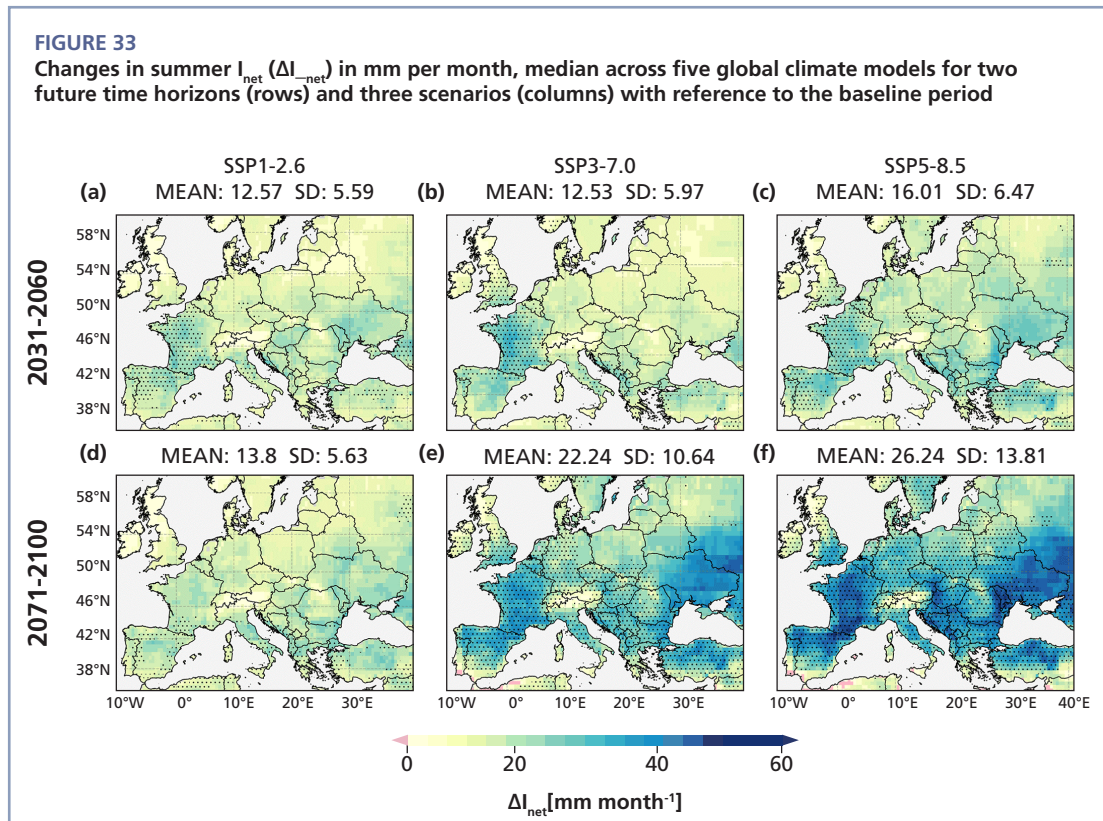 FIGURE 33
Changes in summer I_net (ΔI_net) in mm per month, median across five global climate models for two
future time horizons (rows) and three scenarios (columns) with reference to the baseline period
SSP1-2.6 SSP3-7.0 SSP5-8.5
(a) MEAN: 12.57 SD: 5.59 (b) MEAN: 12.53 SD: 5.97 (c) MEAN: 16.01 SD: 6.47
2031-2060
58°N
54°N
50°N
46°N
42°N
38°N
(d) MEAN: 13.8 SD: 5.63 (e) MEAN: 22.24 SD: 10.64 (f) MEAN: 26.24 SD: 13.81
2071-2100
58°N
54°N
50°N
46°N
42°N
38°N
10°W 0° 10°E 20°E 30°E 10°W 0° 10°E 20°E 30°E 10°W 0° 10°E 20°E 30°E 40°E
0 20 40 60
ΔI_net[mm month⁻¹]